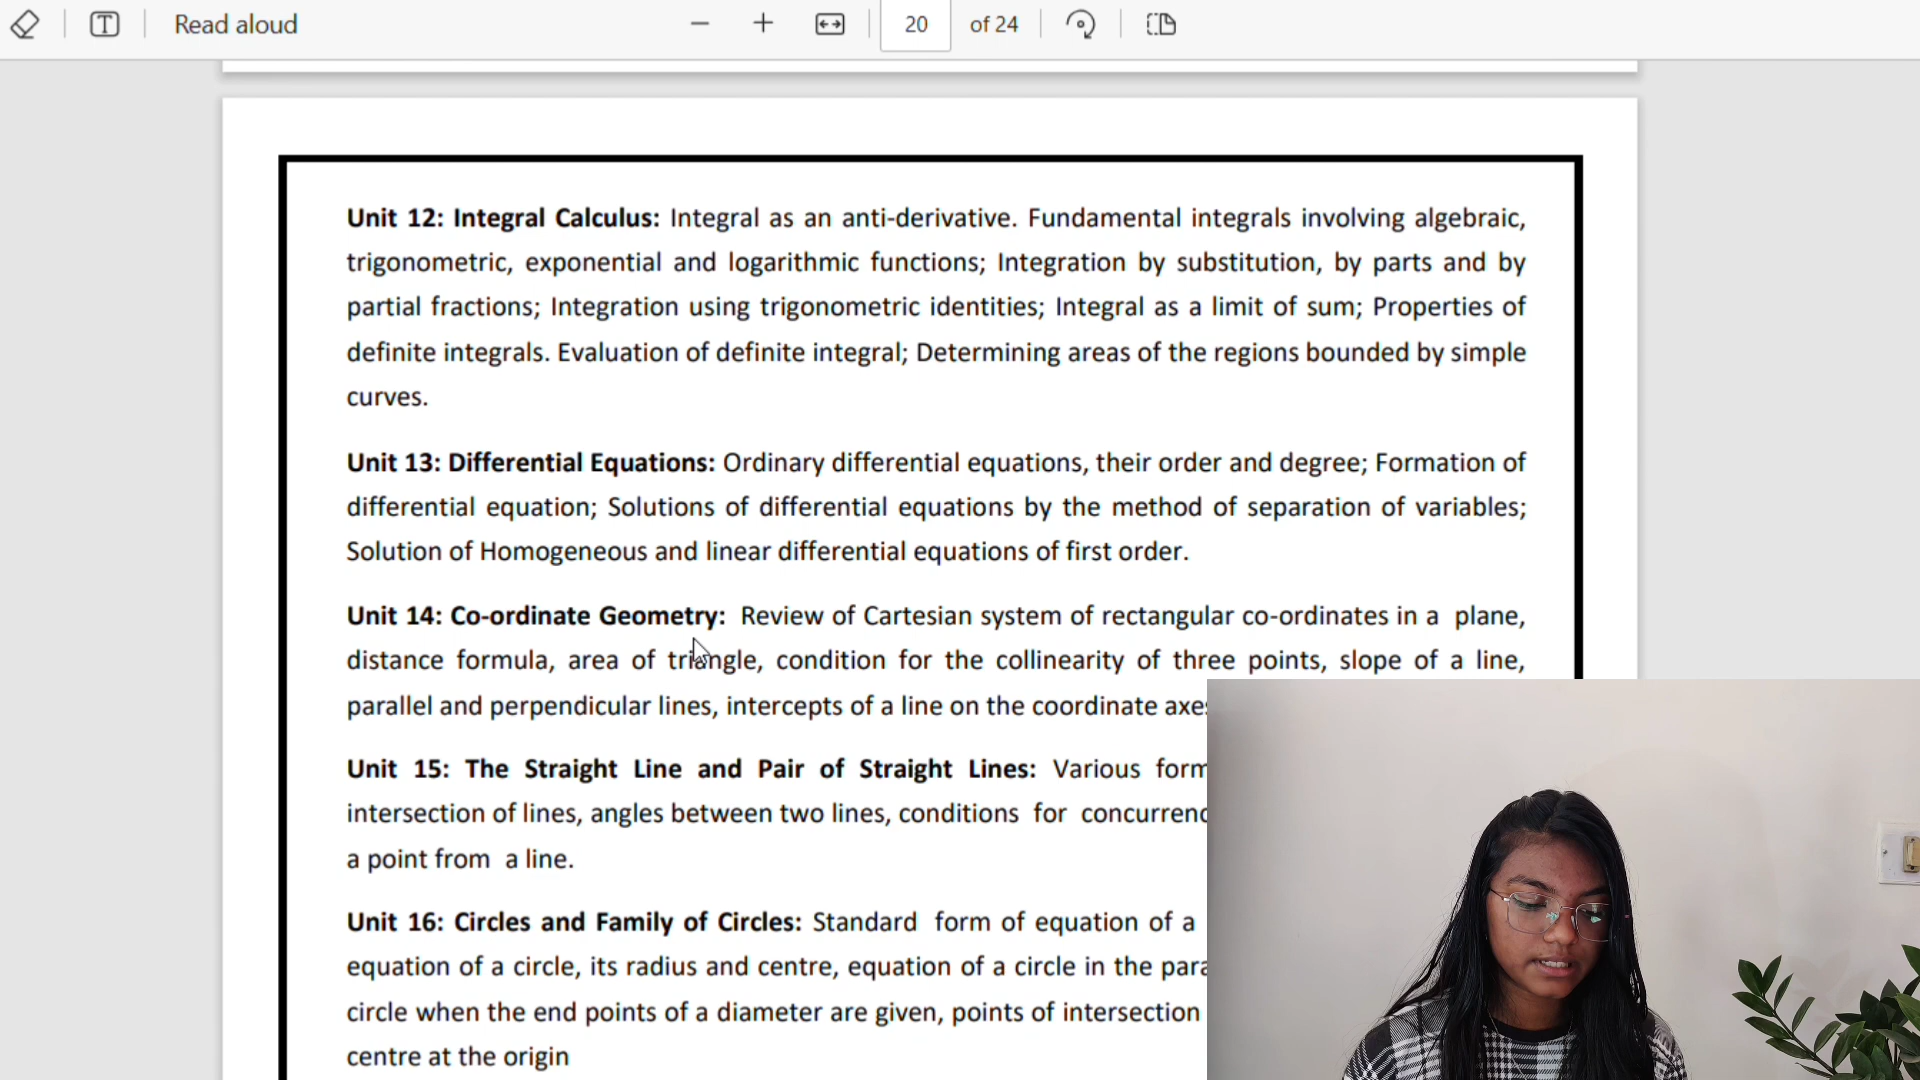 Read aloud
20 of 24
Unit 12: Integral Calculus: Integral as an anti-derivative. Fundamental integrals involving algebraic,
trigonometric, exponential and logarithmic functions; Integration by substitution, by parts and by
partial fractions; Integration using trigonometric identities; Integral as a limit of sum; Properties of
definite integrals. Evaluation of definite integral; Determining areas of the regions bounded by simple
curves.
Unit 13: Differential Equations: Ordinary differential equations, their order and degree; Formation of
differential equation; Solutions of differential equations by the method of separation of variables;
Solution of Homogeneous and linear differential equations of first order.
Unit 14: Co-ordinate Geometry: Review of Cartesian system of rectangular co-ordinates in a plane,
distance formula, area of triangle, condition for the collinearity of three points, slope of a line,
parallel and perpendicular lines, intercepts of a line on the coordinate
Unit 15: The Straight Line and Pair of Straight Lines: Various
intersection of lines, angles between two lines, conditions for
a point from a line.
Unit 16: Circles and Family of Circles: Standard form of equation of a
equation of a circle, its radius and centre, equation of a circle in the
circle when the end points of a diameter are given, points of intersection
centre at the origin